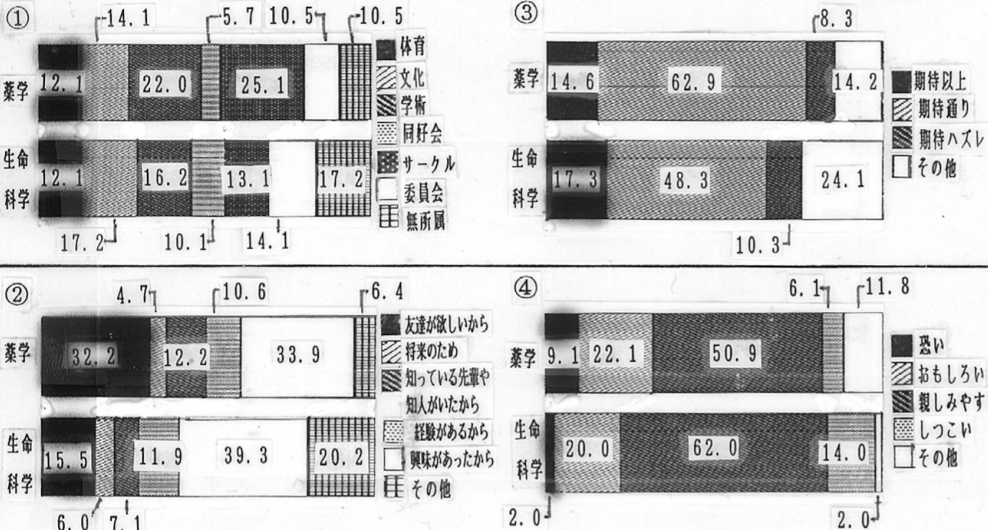 ①
14.1 5.7 10.5 10.5
薬学 12.1 22.0 25.1
生命科学 12.1 16.2 13.1 17.2
17.2 10.1 14.1
体育
文化
学術
同好会
サークル
委員会
無所属
③
8.3
薬学 14.6 62.9 14.2
生命科学 17.3 48.3 24.1
10.3
期待以上
期待通り
期待ハズレ
その他
②
4.7 10.6 6.4
薬学 32.2 12.2 33.9
生命科学 15.5 11.9 39.3 20.2
6.0 7.1
友達が欲しいから
将来のため
知っている先輩や
知人がいたから
経験があるから
興味があったから
その他
④
6.1 11.8
薬学 9.1 22.1 50.9
生命科学 20.0 62.0 14.0
2.0 2.0
恐い
おもしろい
親しみやす
しつこい
その他